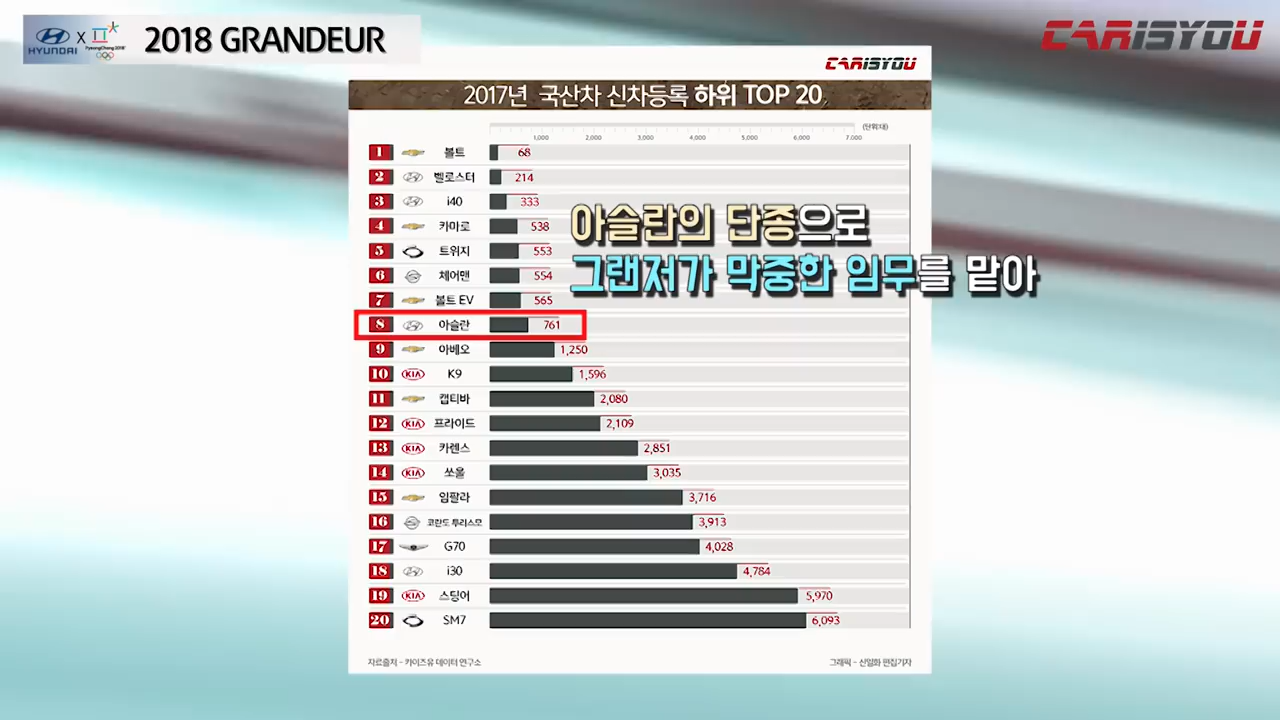 HYUNDAI X PyeongChang 2018
2018 GRANDEUR
CARISYOU
CARISYOU
2017년 국산차 신차등록 하위 TOP 20
(단위:대)
1,000 2,000 3,000 4,000 5,000 6,000 7,000
1 볼트 68
2 벨로스터 214
3 i40 333
4 카마로 538
5 트위지 553
6 체어맨 554
7 볼트 EV 565
8 아슬란 761
9 아베오 1,250
10 KIA K9 1,596
11 캡티바 2,080
12 KIA 프라이드 2,109
13 KIA 카렌스 2,851
14 KIA 쏘울 3,035
15 임팔라 3,716
16 코란도 투리스모 3,913
17 G70 4,028
18 i30 4,784
19 KIA 스팅어 5,970
20 SM7 6,093
아슬란의 단종으로
그랜저가 막중한 임무를 맡아
자료출처 - 카이즈유 데이터 연구소
그래픽 - 신일화 편집기자